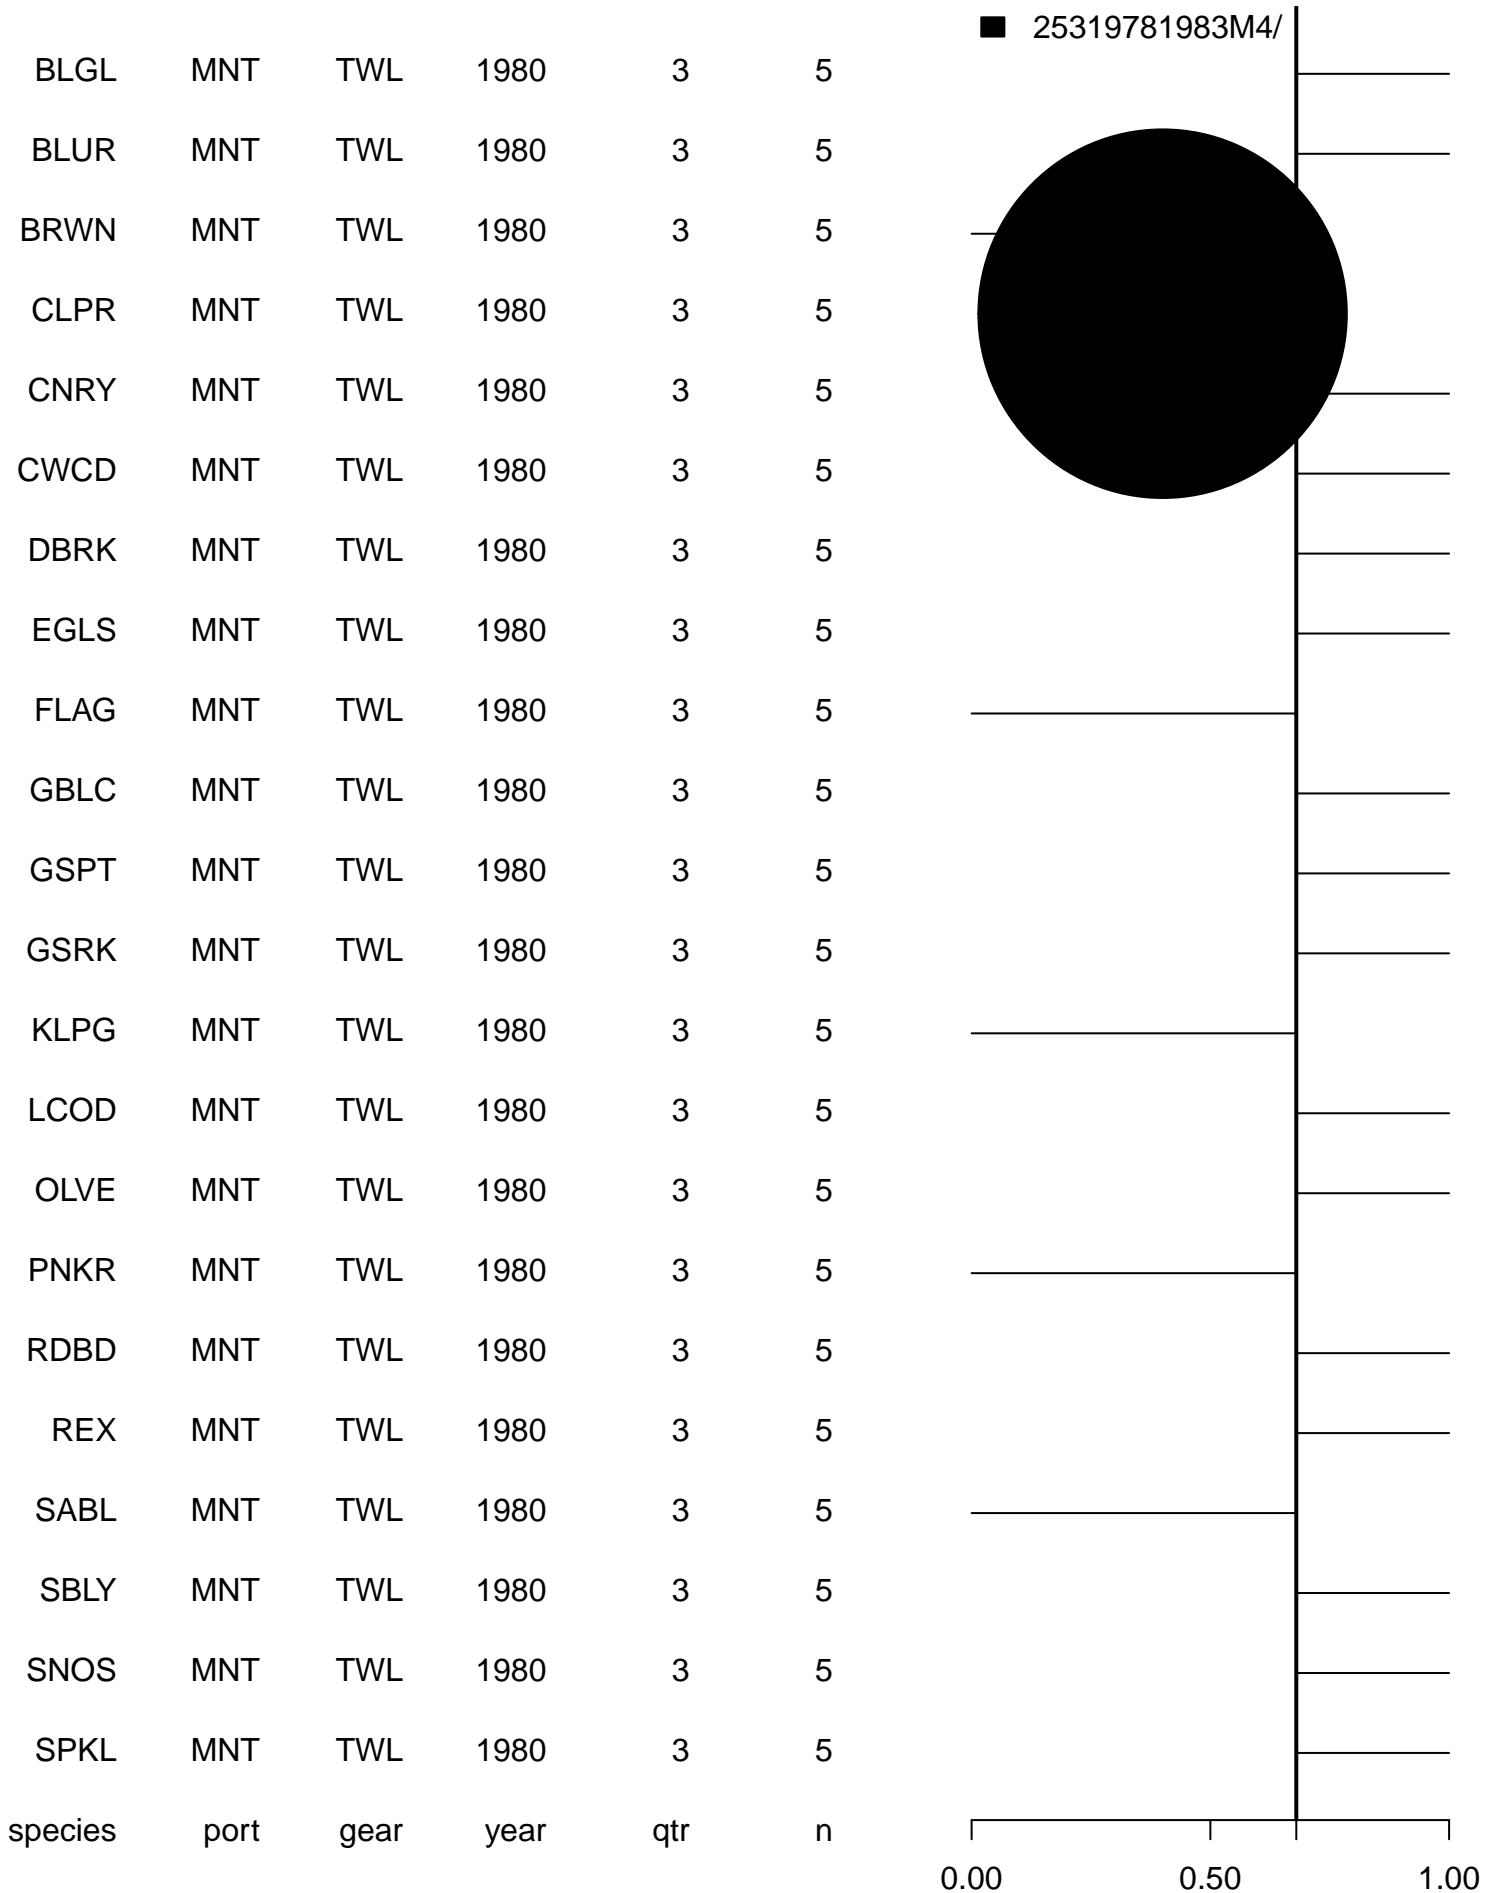 25319781983M4/
BLGL MNT TWL 1980 3 5
BLUR MNT TWL 1980 3 5
BRWN MNT TWL 1980 3 5
CLPR MNT TWL 1980 3 5
CNRY MNT TWL 1980 3 5
CWCD MNT TWL 1980 3 5
DBRK MNT TWL 1980 3 5
EGLS MNT TWL 1980 3 5
FLAG MNT TWL 1980 3 5
GBLC MNT TWL 1980 3 5
GSPT MNT TWL 1980 3 5
GSRK MNT TWL 1980 3 5
KLPG MNT TWL 1980 3 5
LCOD MNT TWL 1980 3 5
OLVE MNT TWL 1980 3 5
PNKR MNT TWL 1980 3 5
RDBD MNT TWL 1980 3 5
REX MNT TWL 1980 3 5
SABL MNT TWL 1980 3 5
SBLY MNT TWL 1980 3 5
SNOS MNT TWL 1980 3 5
SPKL MNT TWL 1980 3 5
species port gear year qtr n
0.00 0.50 1.00